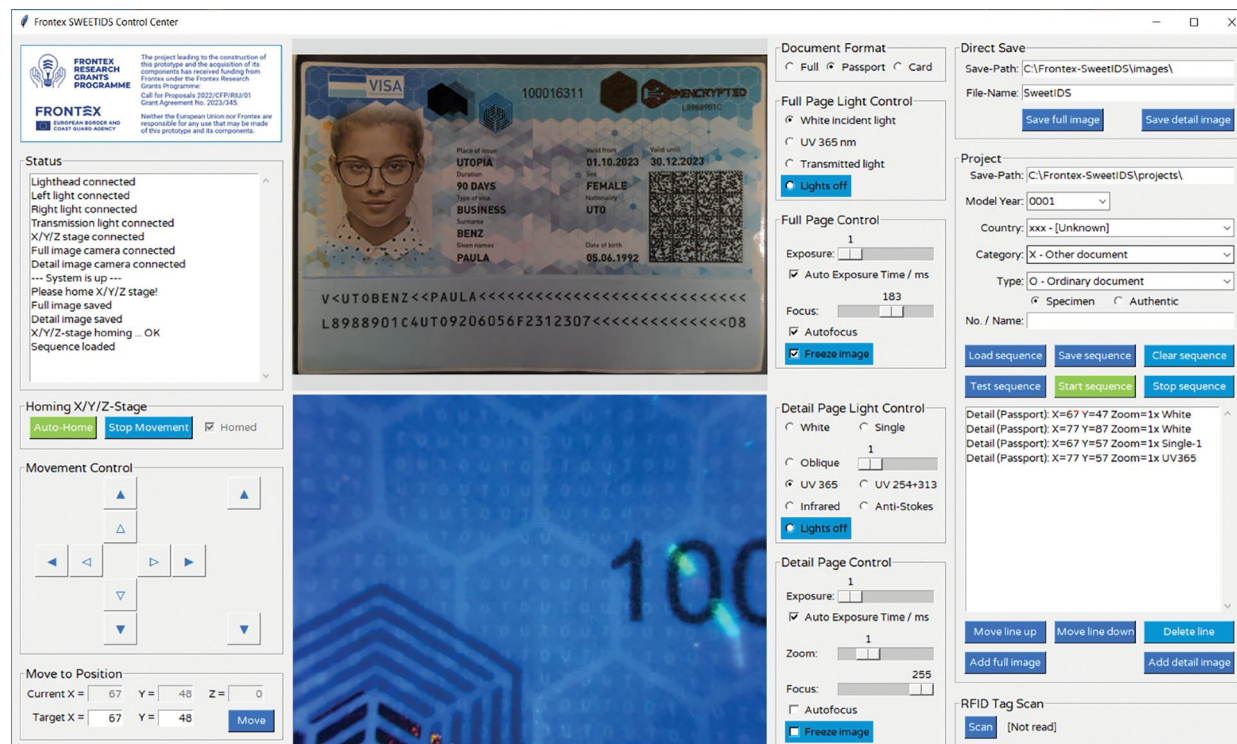 Frontex SWEETIDS Control Center
FRONTEX
RESEARCH
GRANTS
PROGRAMME
FRONTEX
EUROPEAN BORDER AND
COAST GUARD AGENCY
The project leading to the construction of
this prototype and the acquisition of its
components has received funding from
Frontex under the Frontex Research
Grants Programme:
Call for Proposals 2022/CFP/RIU/01
Grant Agreement No. 2023/345.
Neither the European Union nor Frontex are
responsible for any use that may be made
of this prototype and its components.
Status
Lighthead connected
Left light connected
Right light connected
Transmission light connected
X/Y/Z stage connected
Full image camera connected
Detail image camera connected
--- System is up ---
Please home X/Y/Z stage!
Full image saved
Detail image saved
X/Y/Z-stage homing ... OK
Sequence loaded
Homing X/Y/Z-Stage
Auto-Home Stop Movement Homed
Movement Control
Move to Position
Current X = 67 Y = 48 Z = 0
Target X = 67 Y = 48 Move
VISA
100016311
ENCRYPTED
L8988901C
Place of issue
UTOPIA
Valid from
01.10.2023
Valid until
30.12.2023
Duration
90 DAYS
Sex
FEMALE
Type of visa
BUSINESS
Nationality
UTO
Surname
BENZ
Given names
PAULA
Date of birth
05.06.1992
V<UTOBENZ<<PAULA<<<<<<<<<<<<<<<<<<<<<<<<<<<<
L8988901C4UTO9206056F2312307<<<<<<<<<<<<<<08
100
Document Format
Full Passport Card
Full Page Light Control
White incident light
UV 365 nm
Transmitted light
Lights off
Full Page Control
1
Exposure:
Auto Exposure Time / ms
183
Focus:
Autofocus
Freeze image
Detail Page Light Control
White Single
1
Oblique
UV 365 UV 254+313
Infrared Anti-Stokes
Lights off
Detail Page Control
1
Exposure:
Auto Exposure Time / ms
1
Zoom:
255
Focus:
Autofocus
Freeze image
Direct Save
Save-Path: C:\Frontex-SweetIDS\images\
File-Name: SweetIDS
Save full image Save detail image
Project
Save-Path: C:\Frontex-SweetIDS\projects\
Model Year: 0001
Country: xxx - [Unknown]
Category: X - Other document
Type: O - Ordinary document
Specimen Authentic
No. / Name:
Load sequence Save sequence Clear sequence
Test sequence Start sequence Stop sequence
Detail (Passport): X=67 Y=47 Zoom=1x White
Detail (Passport): X=77 Y=87 Zoom=1x White
Detail (Passport): X=67 Y=57 Zoom=1x Single-1
Detail (Passport): X=77 Y=57 Zoom=1x UV365
Move line up Move line down Delete line
Add full image Add detail image
RFID Tag Scan
Scan [Not read]